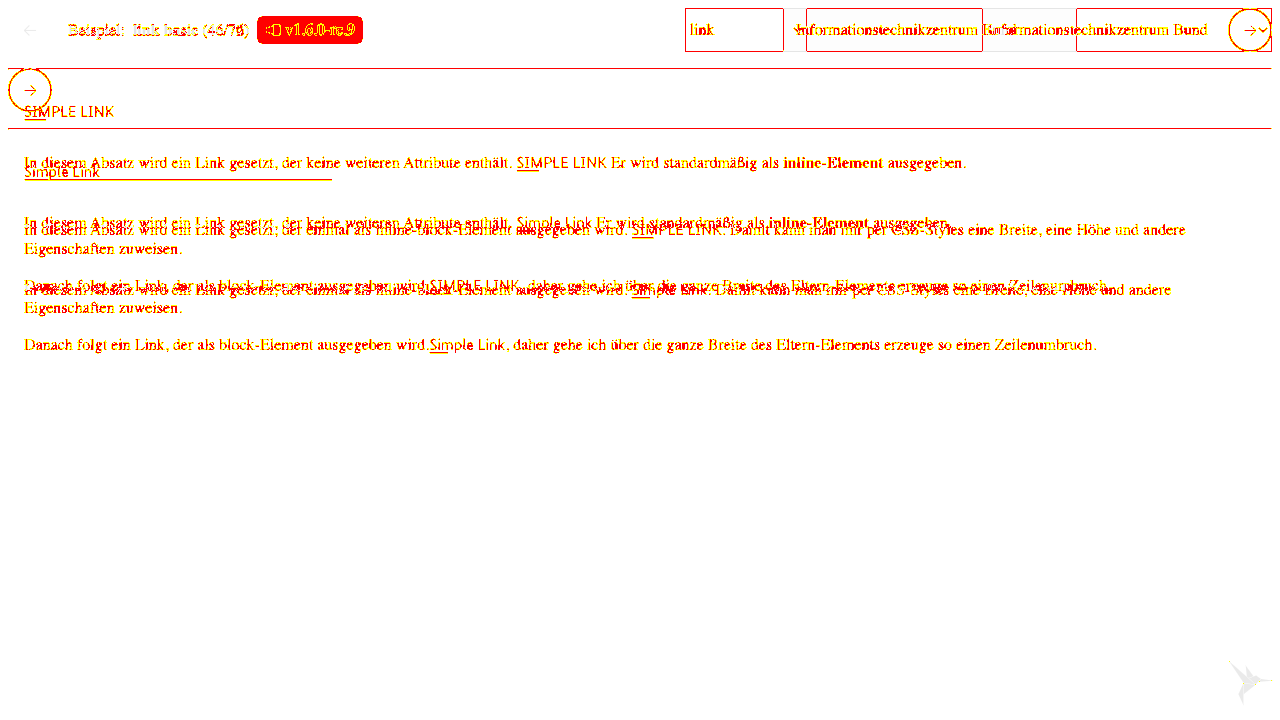 Beispiel: link basic (46/76) v1.6.0-rc.9 link Informationstechnikzentrum Bund Informationstechnikzentrum Bund
SIMPLE LINK
In diesem Absatz wird ein Link gesetzt, der keine weiteren Attribute enthält. SIMPLE LINK Er wird standardmäßig als inline-Element ausgegeben.
Simple Link
In diesem Absatz wird ein Link gesetzt, der keine weiteren Attribute enthält. Simple Link Er wird standardmäßig als inline-Element ausgegeben.
In diesem Absatz wird ein Link gesetzt, der einmal als inline-block-Element ausgegeben wird. SIMPLE LINK. Damit kann man mir per CSS-Styles eine Breite, eine Höhe und andere
Eigenschaften zuweisen.
Danach folgt ein Link, der als block-Element ausgegeben wird.SIMPLE LINK, daher gehe ich über die ganze Breite des Eltern-Elements erzeuge so einen Zeilenumbruch.
In diesem Absatz wird ein Link gesetzt, der einmal als inline-block-Element ausgegeben wird. Simple Link. Damit kann man mir per CSS-Styles eine Breite, eine Höhe und andere
Eigenschaften zuweisen.
Danach folgt ein Link, der als block-Element ausgegeben wird.Simple Link, daher gehe ich über die ganze Breite des Eltern-Elements erzeuge so einen Zeilenumbruch.